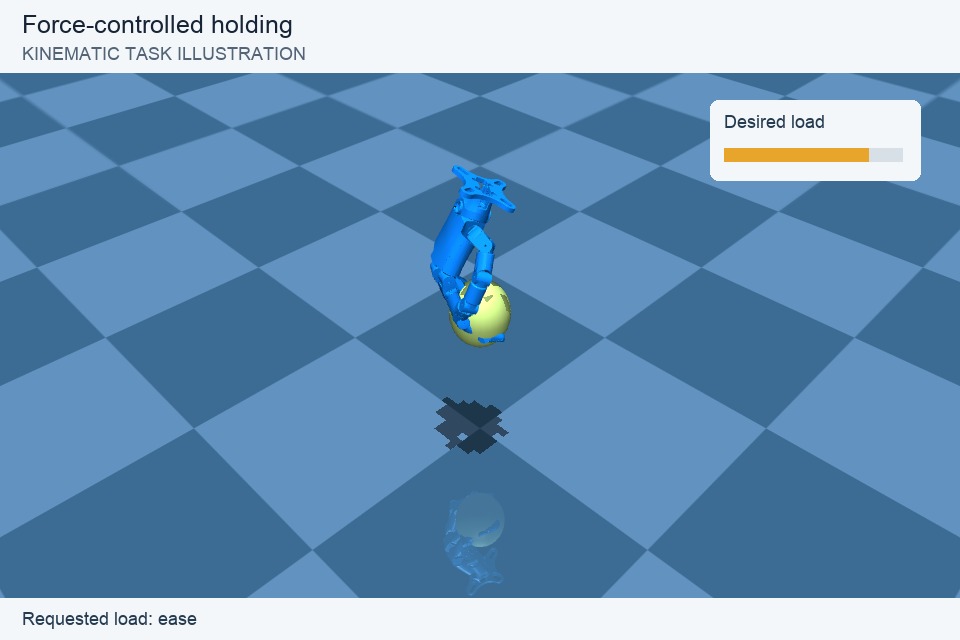 Force-controlled holding
KINEMATIC TASK ILLUSTRATION
Desired load
Requested load: ease